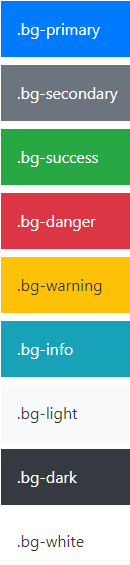 .bg-primary
.bg-secondary
.bg-success
.bg-danger
.bg-warning
.bg-info
.bg-light
.bg-dark
.bg-white